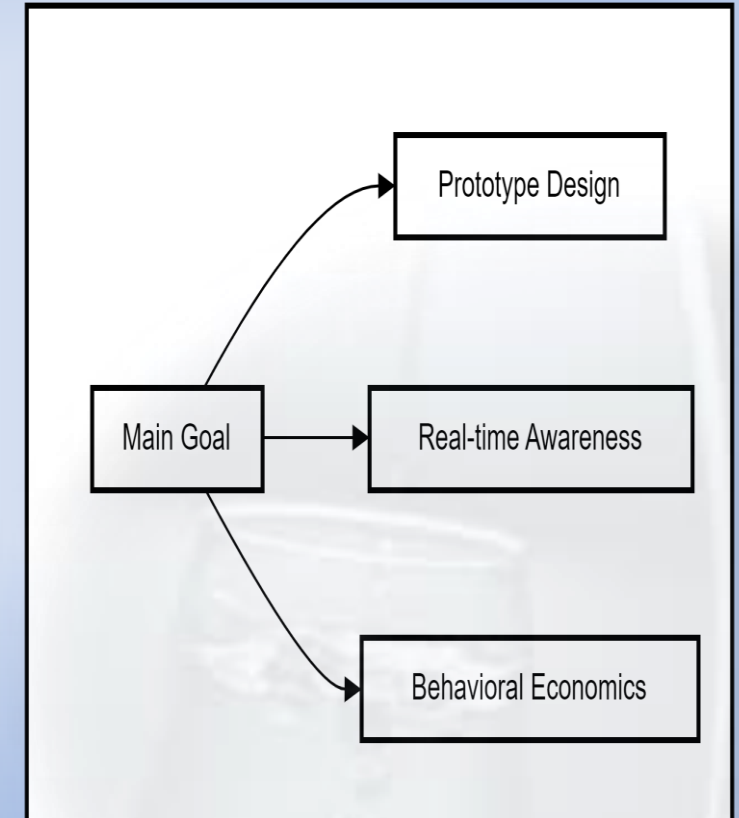 Prototype Design
Main Goal
Real-time Awareness
Behavioral Economics